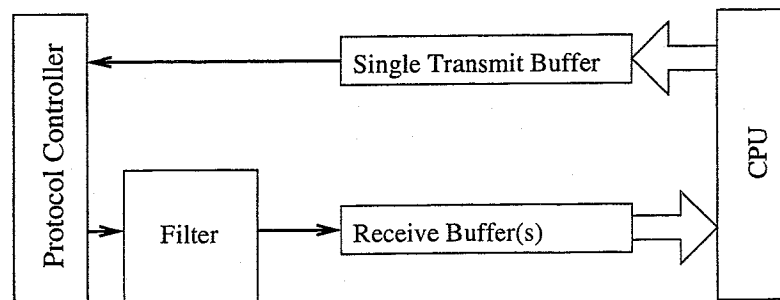 Protocol Controller
Single Transmit Buffer
CPU
Filter
Receive Buffer(s)